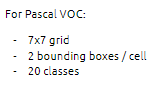 For Pascal VOC:
- 7x7 grid
- 2 bounding boxes / cell
- 20 classes